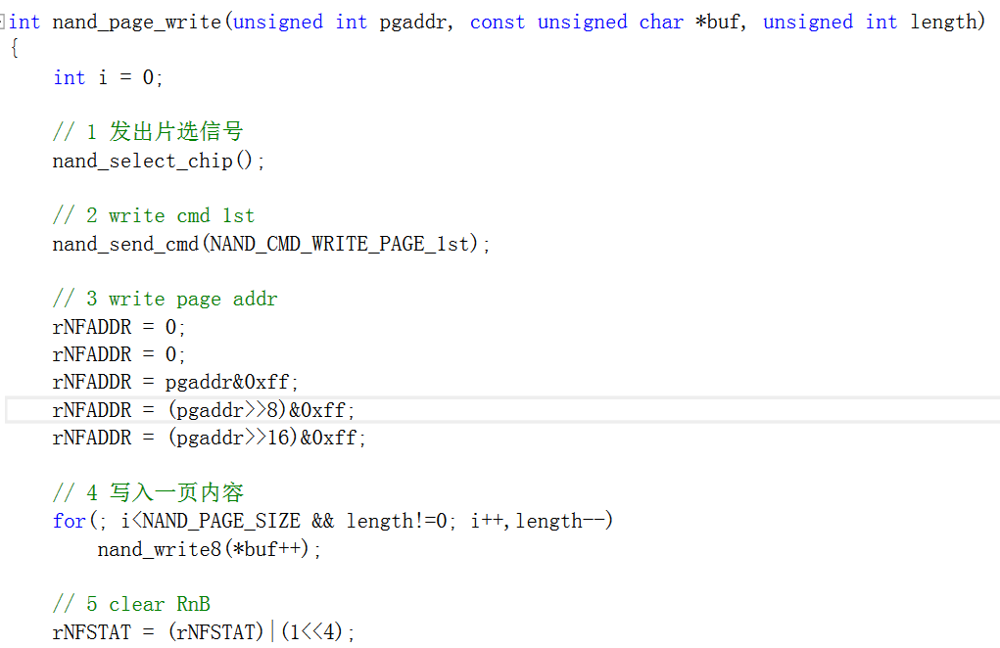 int nand_page_write(unsigned int pgaddr, const unsigned char *buf, unsigned int length)
{
    int i = 0;
    // 1 发出片选信号
    nand_select_chip();
    // 2 write cmd 1st
    nand_send_cmd(NAND_CMD_WRITE_PAGE_1st);
    // 3 write page addr
    rNFADDR = 0;
    rNFADDR = 0;
    rNFADDR = pgaddr&0xff;
    rNFADDR = (pgaddr>>8)&0xff;
    rNFADDR = (pgaddr>>16)&0xff;
    // 4 写入一页内容
    for(; i<NAND_PAGE_SIZE && length!=0; i++,length--)
        nand_write8(*buf++);
    // 5 clear RnB
    rNFSTAT = (rNFSTAT)|(1<<4);